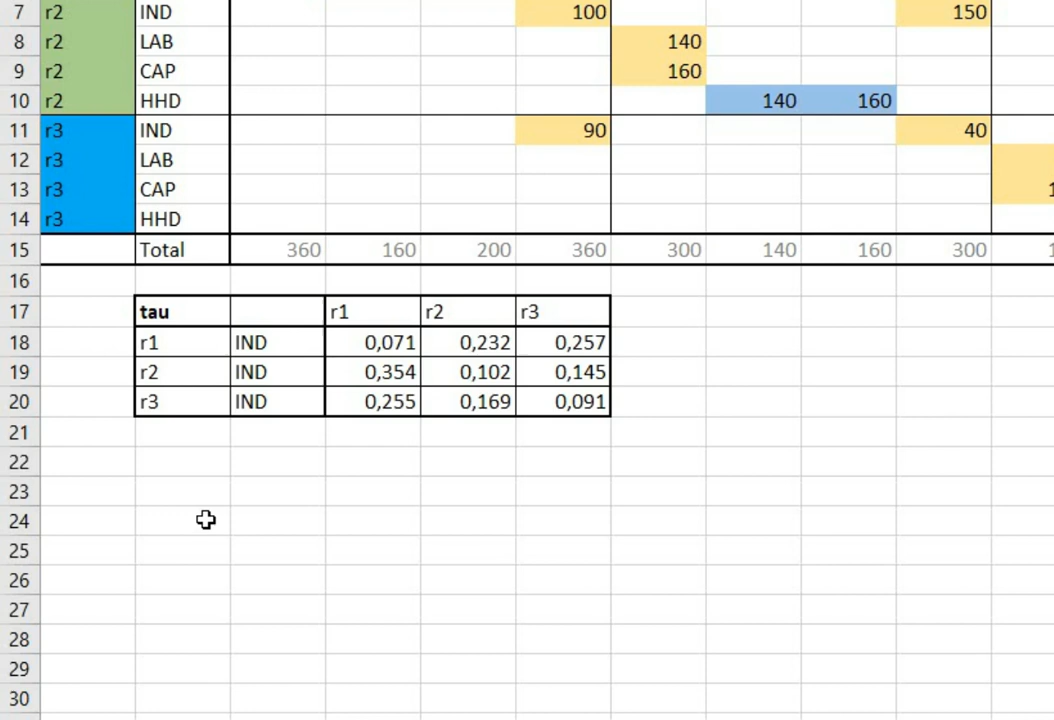 7 r2 IND 100 150
8 r2 LAB 140
9 r2 CAP 160
10 r2 HHD 140 160
11 r3 IND 90 40
12 r3 LAB
13 r3 CAP 1
14 r3 HHD
15 Total 360 160 200 360 300 140 160 300 1
16
17 tau r1 r2 r3
18 r1 IND 0,071 0,232 0,257
19 r2 IND 0,354 0,102 0,145
20 r3 IND 0,255 0,169 0,091
21
22
23
24
25
26
27
28
29
30